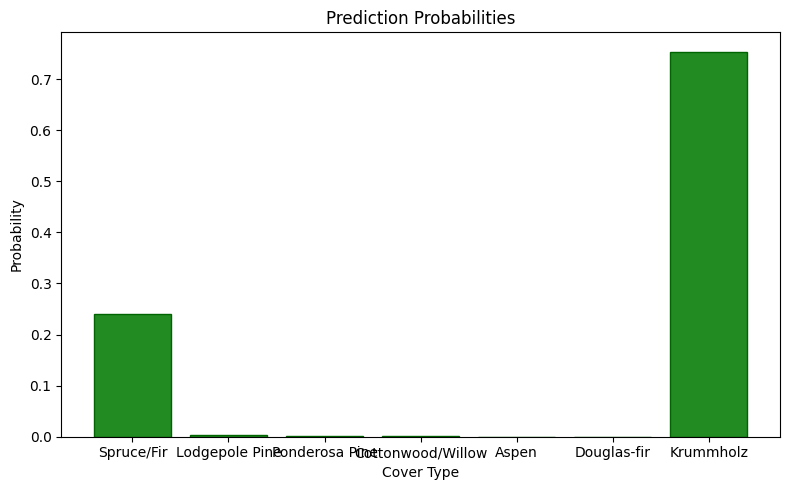 Prediction Probabilities
Probability
0.7
0.6
0.5
0.4
0.3
0.2
0.1
0.0
Spruce/Fir Lodgepole Pine Ponderosa Pine Cottonwood/Willow Aspen Douglas-fir Krummholz
Cover Type